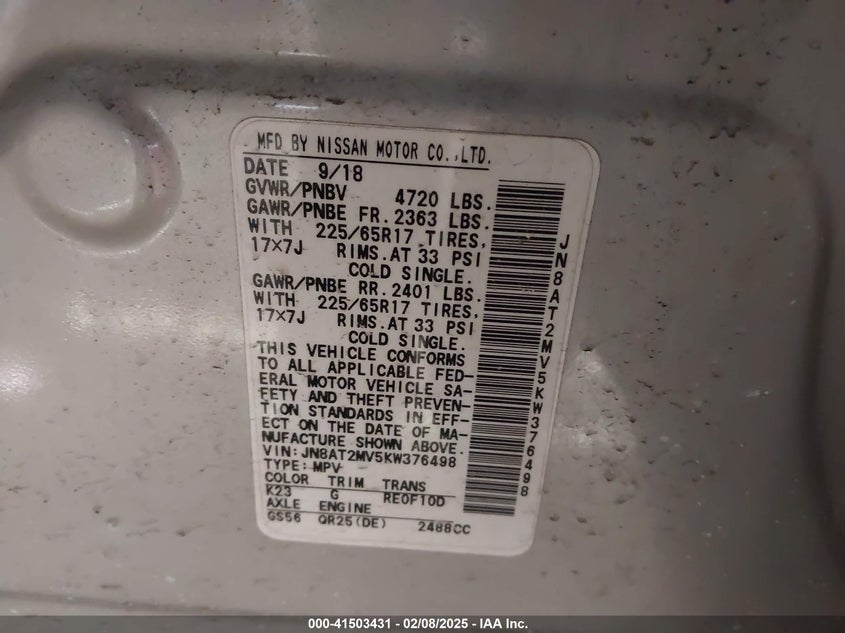 MFD BY NISSAN MOTOR CO.,LTD.
DATE 9/18
GVWR/PNBV 4720 LBS.
GAWR/PNBE FR. 2363 LBS.
WITH 225/65R17 TIRES,
17×7J RIMS.AT 33 PSI
COLD SINGLE.
GAWR/PNBE RR. 2401 LBS.
WITH 225/65R17 TIRES,
17×7J RIMS.AT 33 PSI
COLD SINGLE.
THIS VEHICLE CONFORMS
TO ALL APPLICABLE FED-
ERAL MOTOR VEHICLE SA-
FETY AND THEFT PREVEN-
TION STANDARDS IN EFF-
ECT ON THE DATE OF MA-
NUFACTURE SHOWN ABOVE.
VIN:JN8AT2MV5KW376498
TYPE:MPV
COLOR TRIM TRANS
K23 G RE0F10D
AXLE ENGINE
GS56 QR25(DE) 2488CC
JN8AT2MV5KW376498
000-41503431 - 02/08/2025 - IAA Inc.